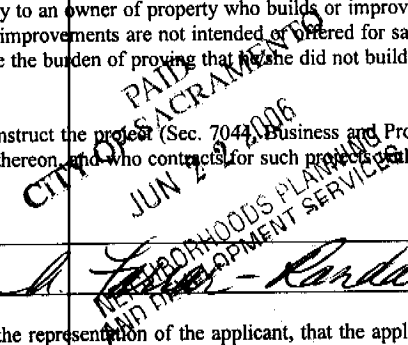 y to an owner of property who builds or improv
improvements are not intended or offered for sa
e the burden of proving that he/she did not build
nstruct the project (Sec. 7044, Business and Pro
thereon, and who contracts for such projects
PAID
CITY OF SACRAMENTO
JUN 22 2006
NEIGHBORHOODS PLANNING
AND DEVELOPMENT SERVICES
the representation of the applicant, that the appl